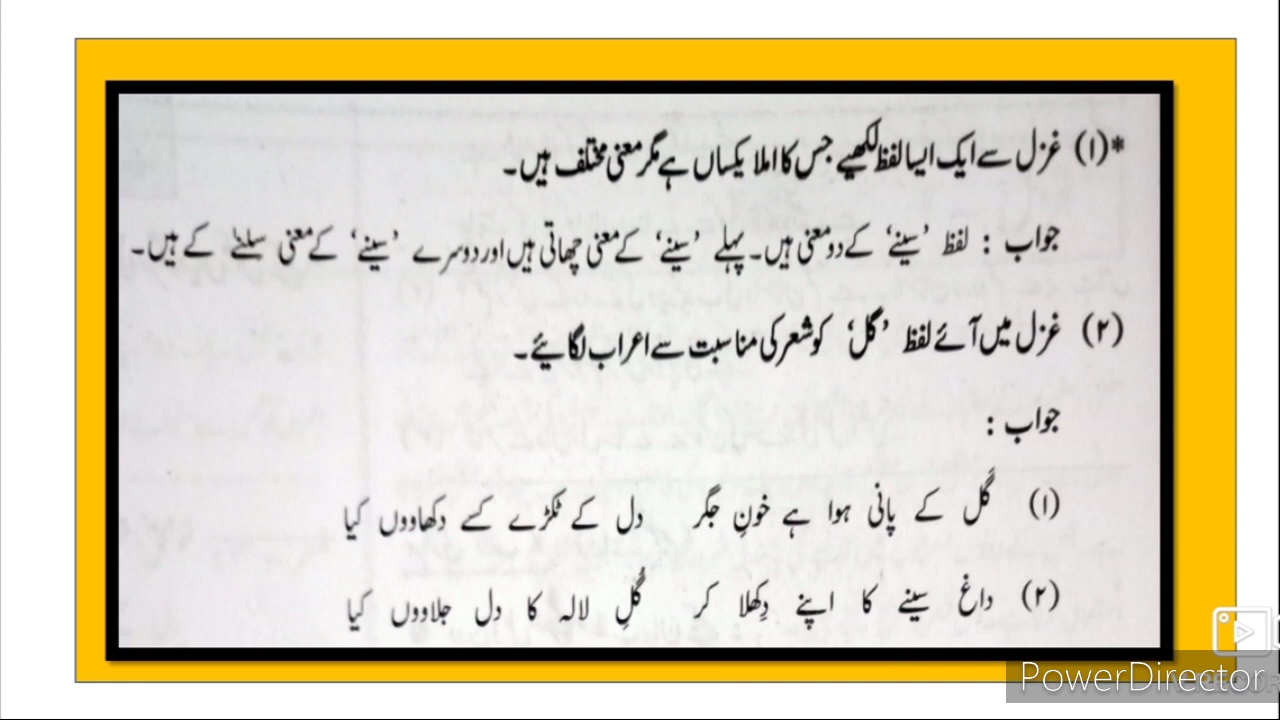 *(۱) غزل سے ایک ایسا لفظ لکھیے جس کا املا یکساں ہے مگر معنی مختلف ہیں۔
جواب : لفظ ’سینے‘ کے دو معنی ہیں۔ پہلے ’سینے‘ کے معنی چھاتی ہیں اور دوسرے ’سینے‘ کے معنی سلنے کے ہیں۔
(۲) غزل میں آئے لفظ ’گل‘ کو شعر کی مناسبت سے اعراب لگائیے۔
جواب :
(۱) گَل کے پانی ہوا ہے خونِ جگر دل کے ٹکڑے کسے دکھاووں کیا
(۲) داغ سینے کا اپنے دِکھلا کر گُلِ لالہ کا دل جلاووں کیا
PowerDirector